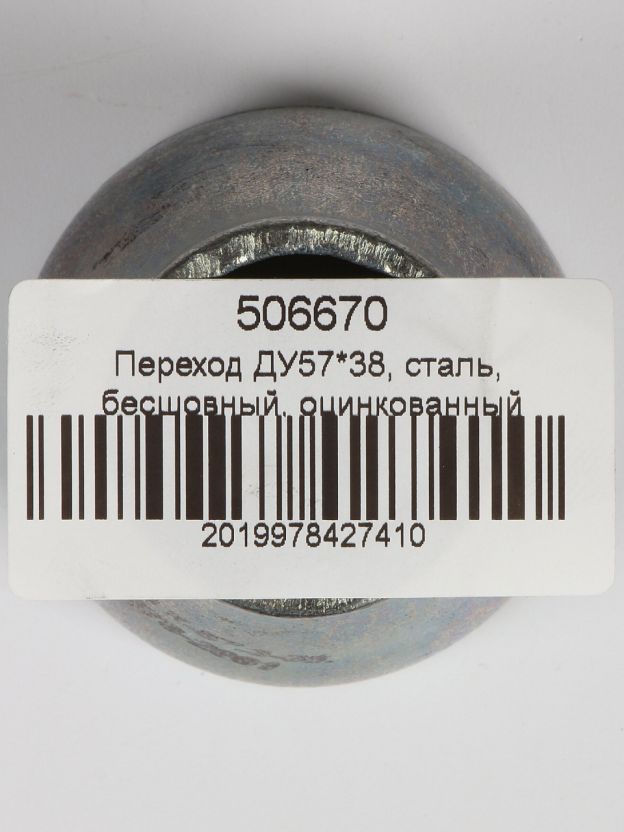 506670
Переход ДУ57*38, сталь,
бесшовный, оцинкованный
2019978427410